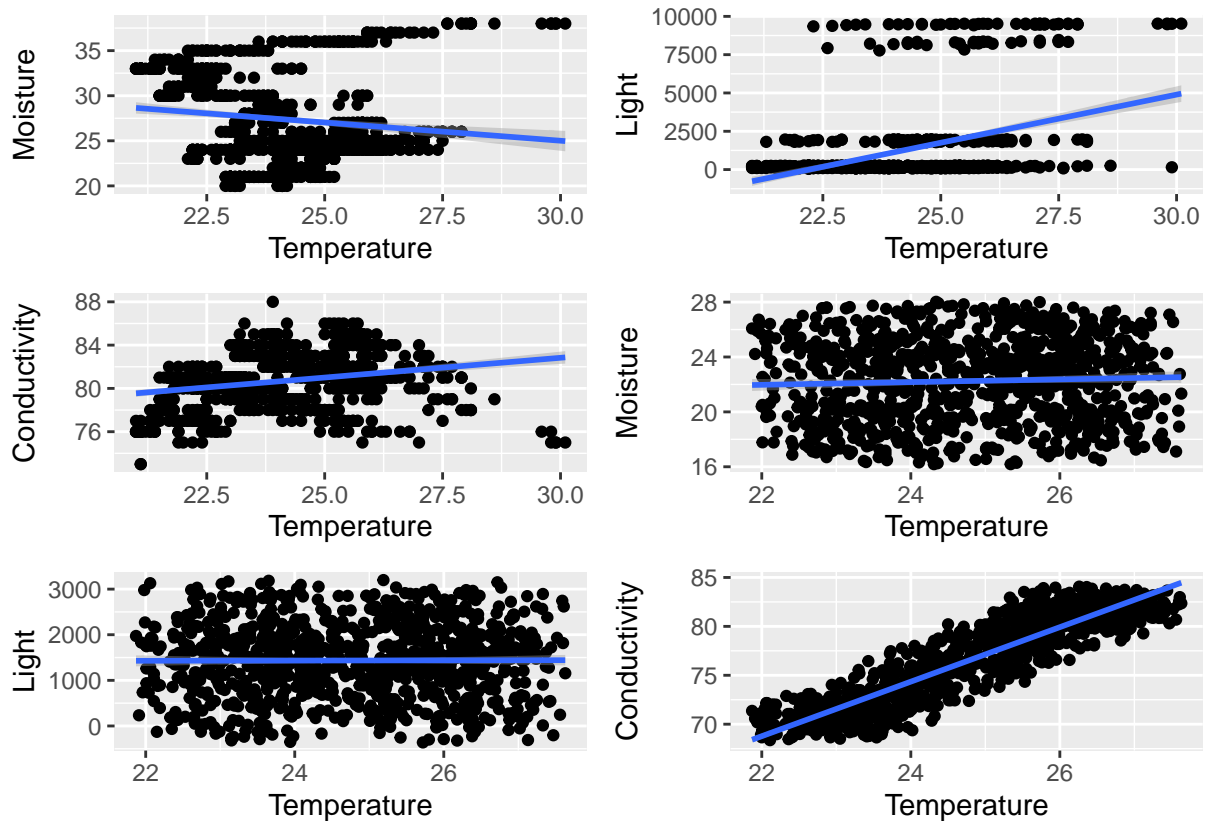 Moisture
35
30
25
20
22.5 25.0 27.5 30.0
Temperature
Light
10000
7500
5000
2500
0
22.5 25.0 27.5 30.0
Temperature
Conductivity
88
84
80
76
22.5 25.0 27.5 30.0
Temperature
Moisture
28
24
20
16
22 24 26
Temperature
Light
3000
2000
1000
0
22 24 26
Temperature
Conductivity
85
80
75
70
22 24 26
Temperature